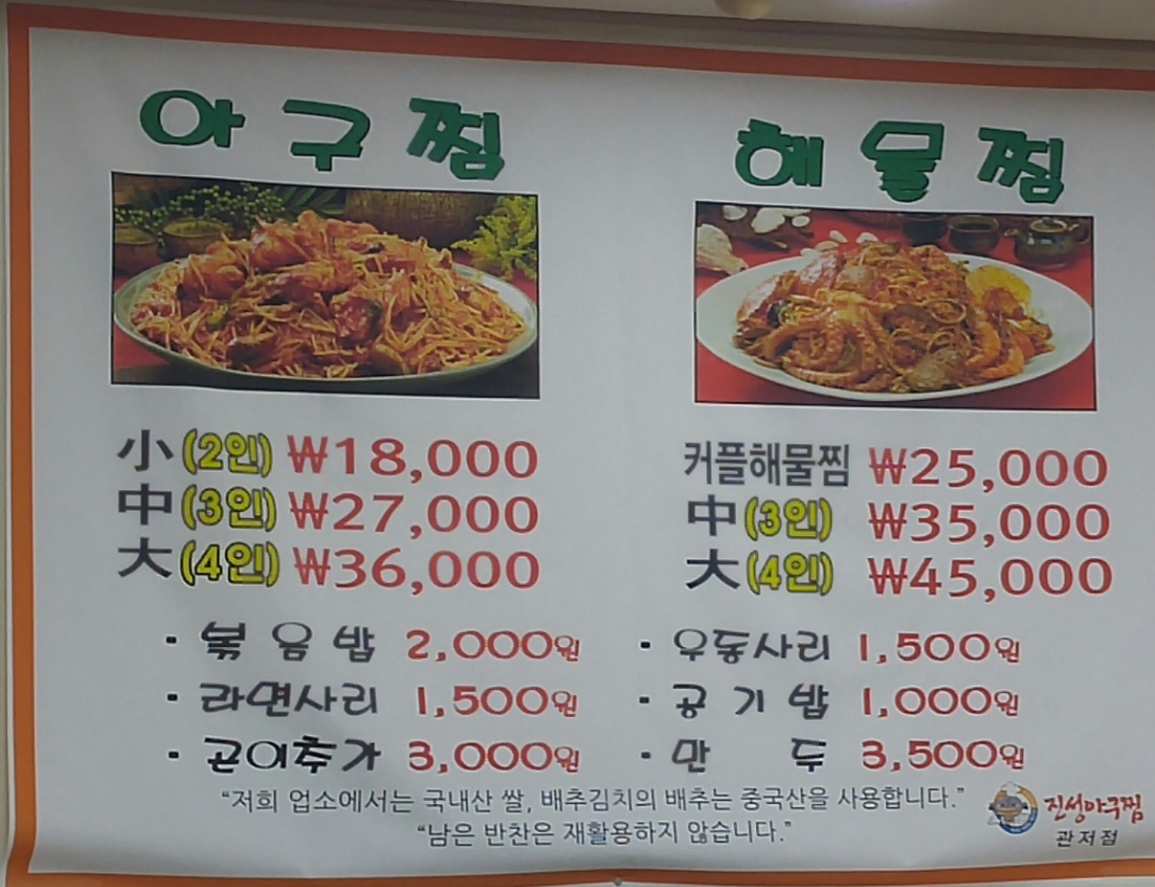 아구찜
小(2인) ₩18,000
中(3인) ₩27,000
大(4인) ₩36,000
해물찜
커플해물찜 ₩25,000
中(3인) ₩35,000
大(4인) ₩45,000
· 볶음밥 2,000원
· 라면사리 1,500원
· 곤이추가 3,000원
· 우동사리 1,500원
· 공기밥 1,000원
· 만두 3,500원
“저희 업소에서는 국내산 쌀, 배추김치의 배추는 중국산을 사용합니다.”
“남은 반찬은 재활용하지 않습니다.”
진성아구찜
관저점